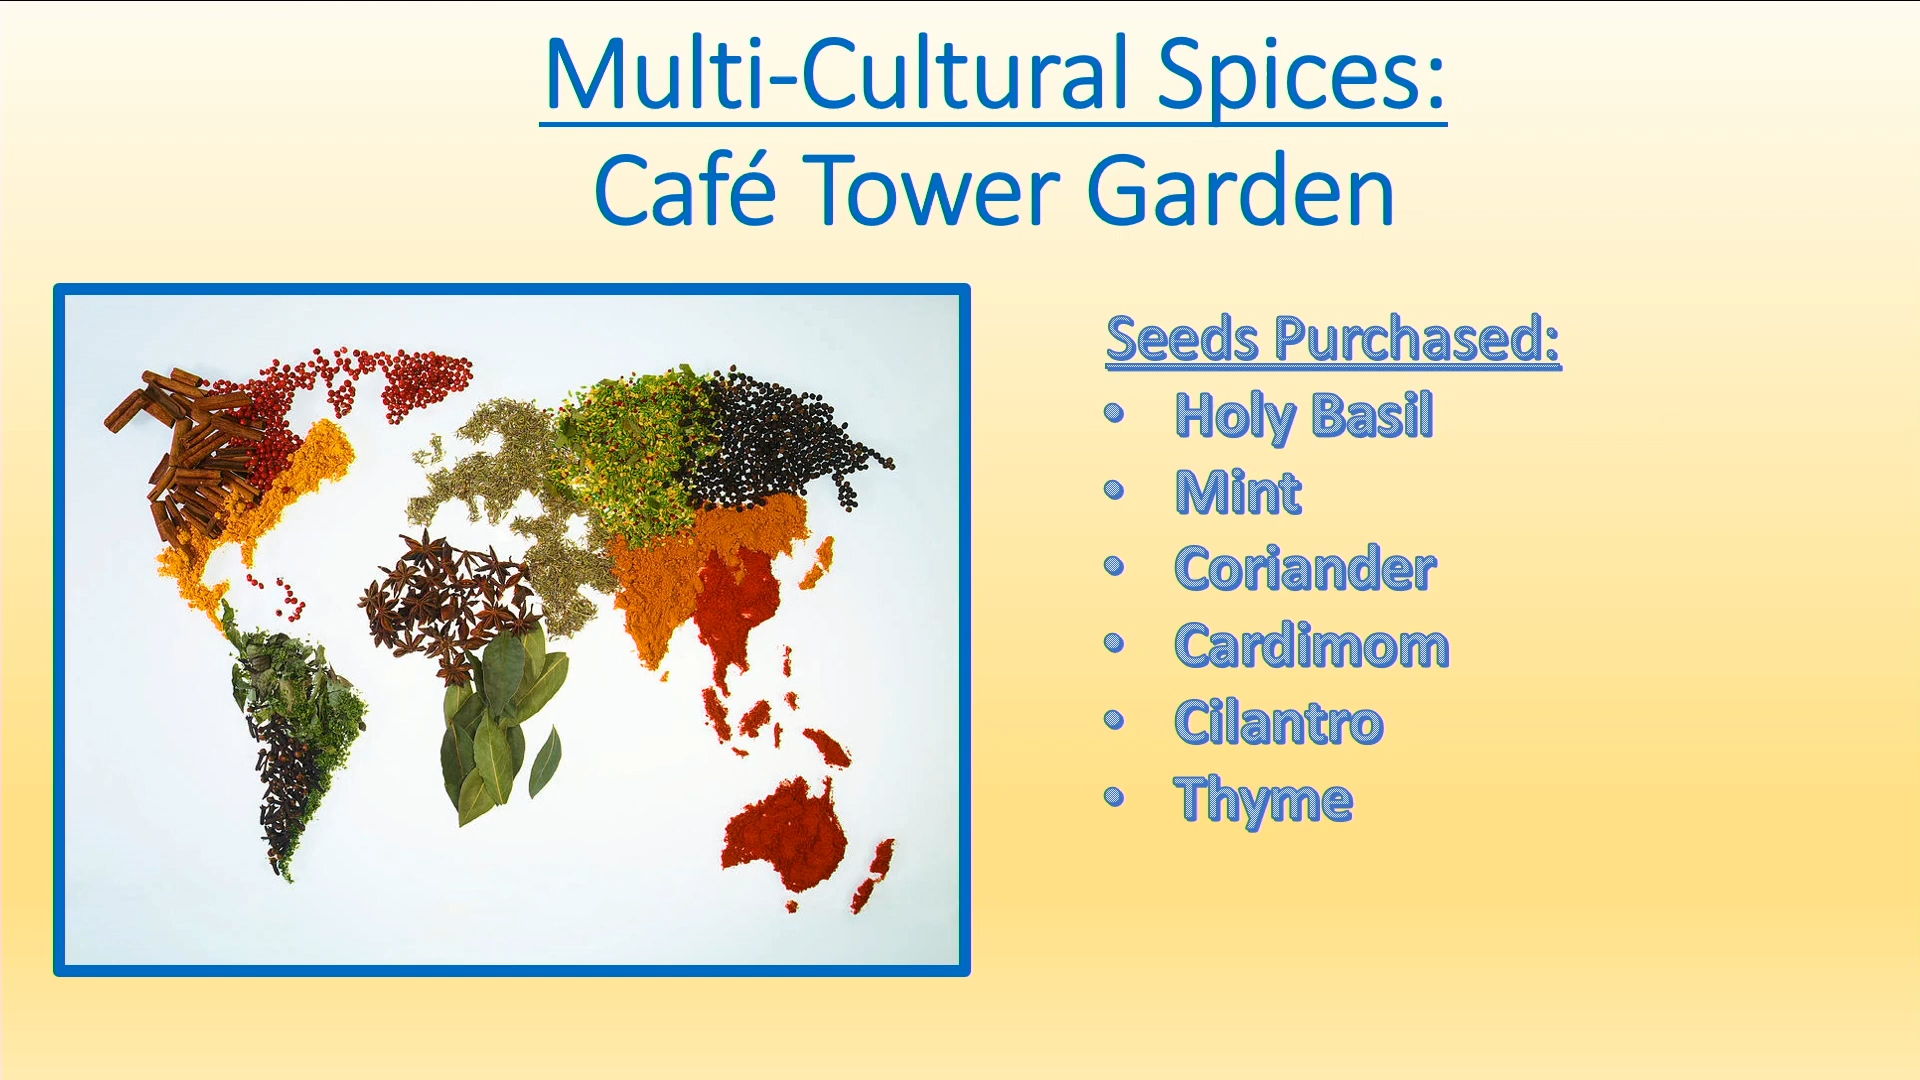 Multi-Cultural Spices:
Café Tower Garden
Seeds Purchased:
• Holy Basil
• Mint
• Coriander
• Cardimom
• Cilantro
• Thyme